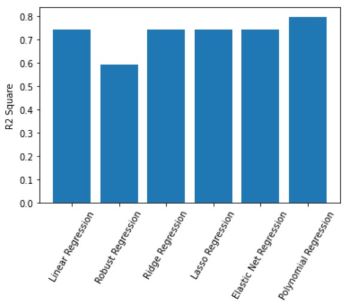 R2 Square
0.8
0.7
0.6
0.5
0.4
0.3
0.2
0.1
0.0
Linear Regression
Robust Regression
Ridge Regression
Lasso Regression
Elastic Net Regression
Polynomial Regression